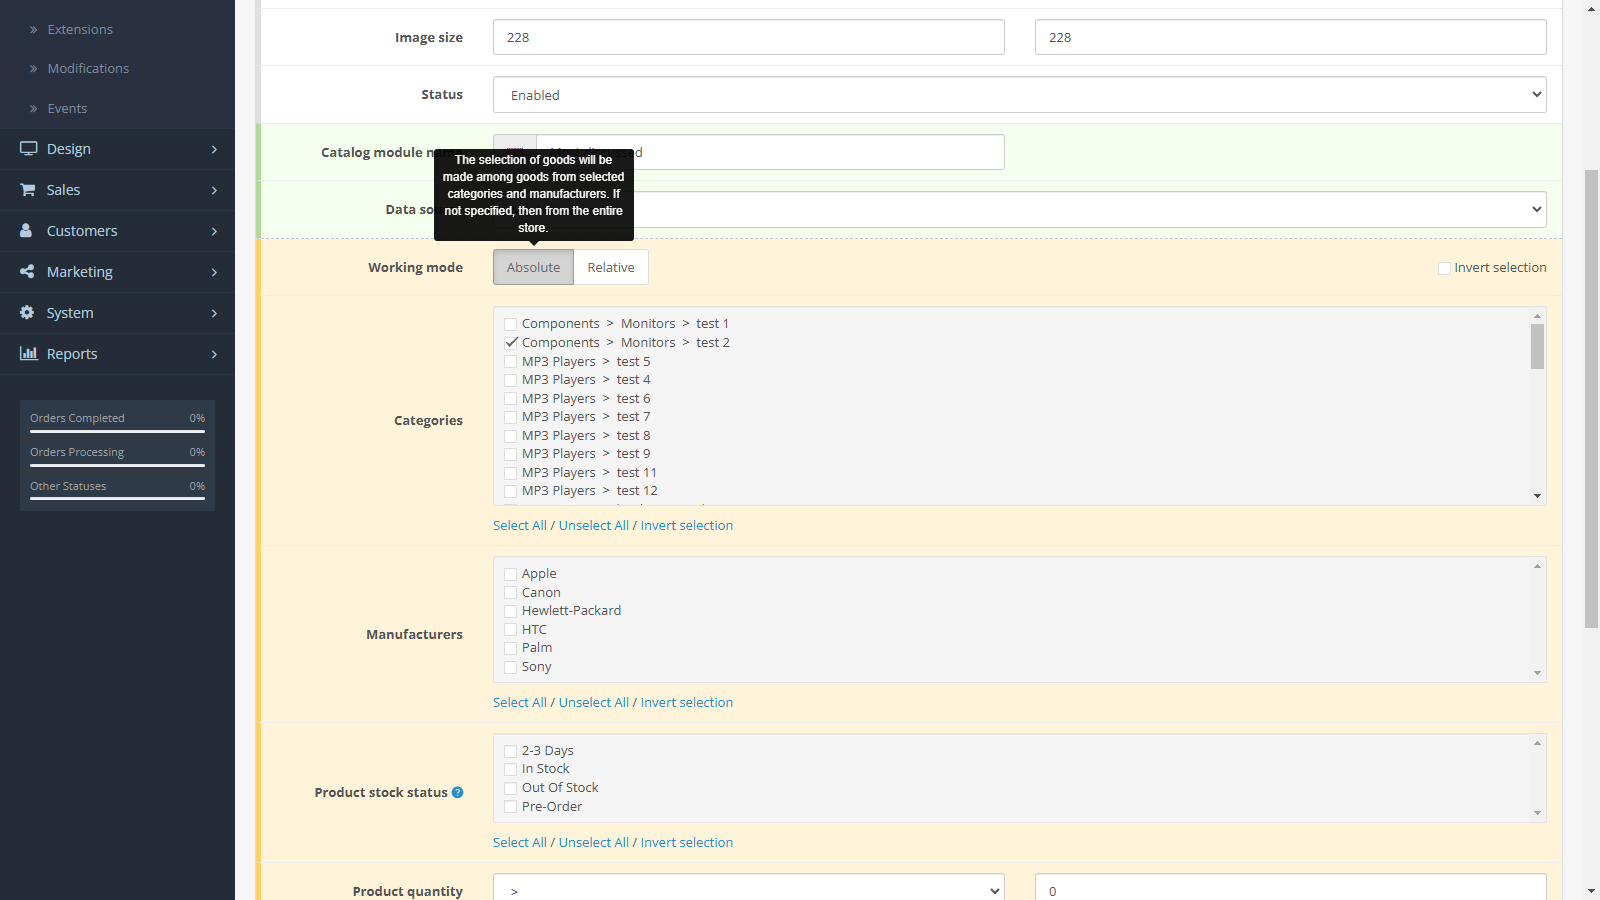 Extensions
Modifications
Events
Design
Sales
Customers
Marketing
System
Reports
Orders Completed 0%
Orders Processing 0%
Other Statuses 0%
Image size 228 228
Status Enabled
Catalog module
The selection of goods will be
made among goods from selected
categories and manufacturers. If
not specified, then from the entire
store.
Data
Working mode Absolute Relative Invert selection
Categories
Components > Monitors > test 1
Components > Monitors > test 2
MP3 Players > test 5
MP3 Players > test 4
MP3 Players > test 6
MP3 Players > test 7
MP3 Players > test 8
MP3 Players > test 9
MP3 Players > test 11
MP3 Players > test 12
Select All / Unselect All / Invert selection
Manufacturers
Apple
Canon
Hewlett-Packard
HTC
Palm
Sony
Select All / Unselect All / Invert selection
Product stock status ?
2-3 Days
In Stock
Out Of Stock
Pre-Order
Select All / Unselect All / Invert selection
Product quantity > 0